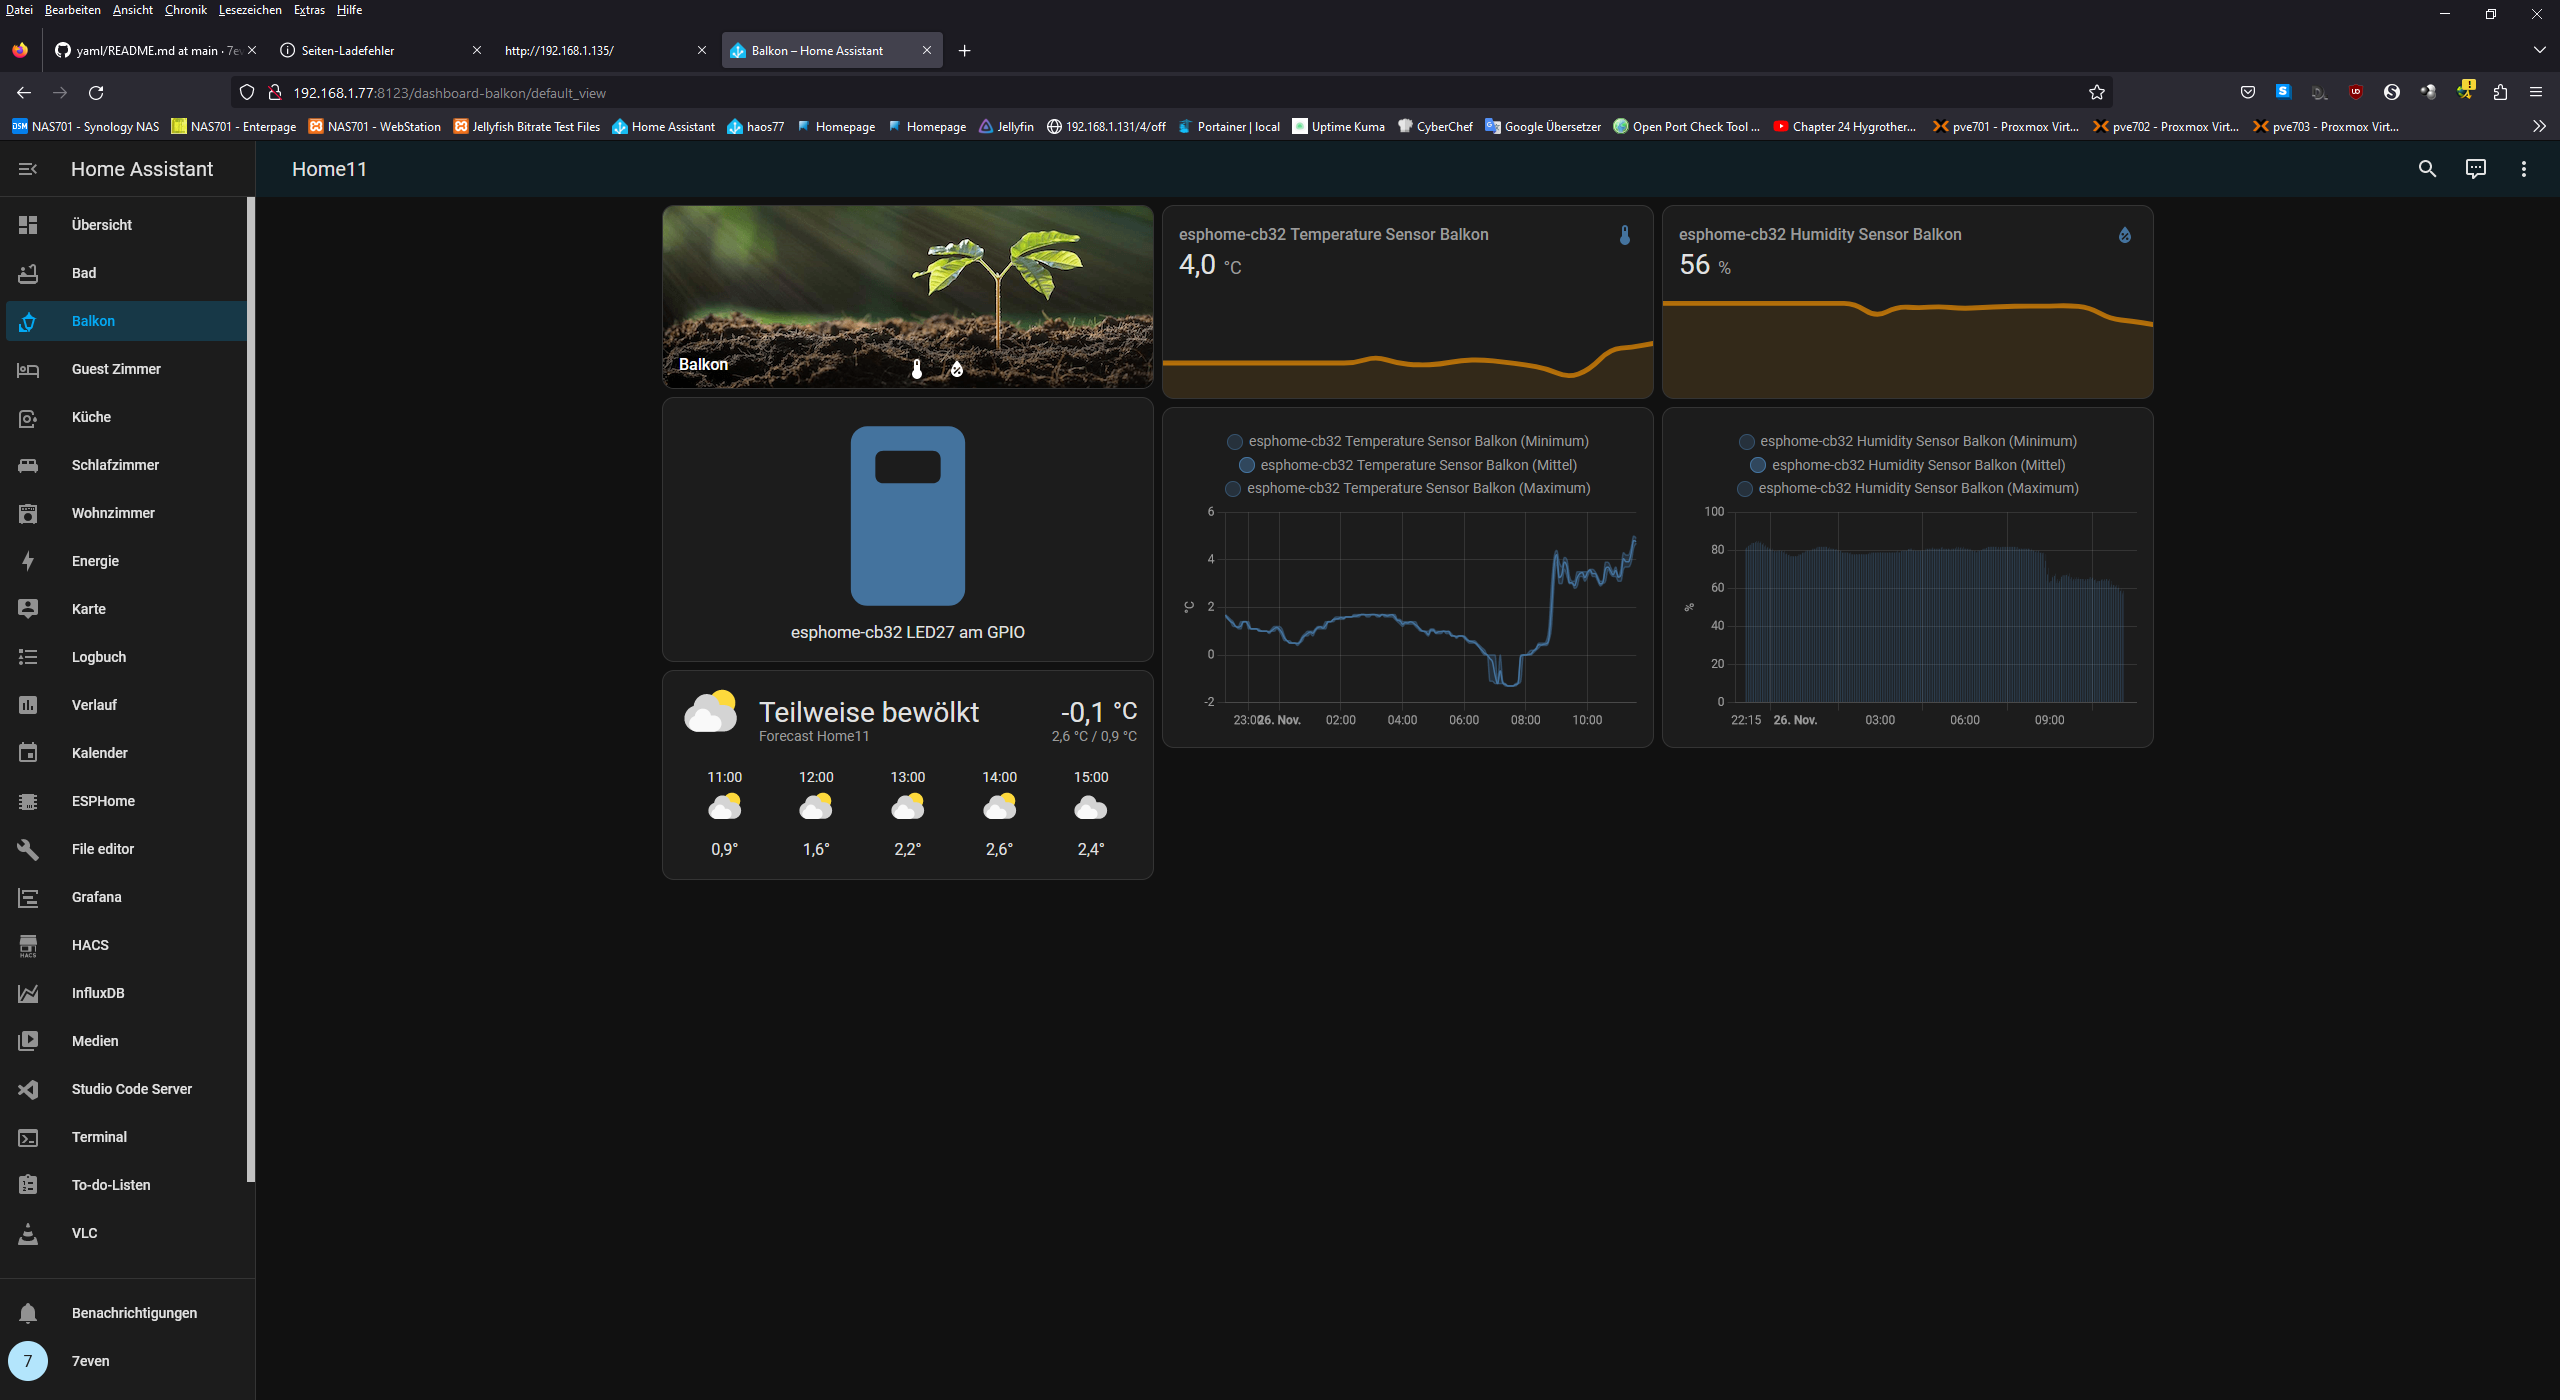 Datei Bearbeiten Ansicht Chronik Lesezeichen Extras Hilfe
yaml/README.md at main · 7ev
Seiten-Ladefehler
http://192.168.1.135/
Balkon – Home Assistant
192.168.1.77:8123/dashboard-balkon/default_view
NAS701 - Synology NAS NAS701 - Enterpage NAS701 - WebStation Jellyfish Bitrate Test Files Home Assistant haos77 Homepage Homepage Jellyfin 192.168.1.131/4/off Portainer | local Uptime Kuma CyberChef Google Übersetzer Open Port Check Tool ... Chapter 24 Hygrother... pve701 - Proxmox Virt... pve702 - Proxmox Virt... pve703 - Proxmox Virt...
Home Assistant
Home11
Übersicht
Bad
Balkon
Guest Zimmer
Küche
Schlafzimmer
Wohnzimmer
Energie
Karte
Logbuch
Verlauf
Kalender
ESPHome
File editor
Grafana
HACS
InfluxDB
Medien
Studio Code Server
Terminal
To-do-Listen
VLC
Benachrichtigungen
7 7even
Balkon
esphome-cb32 LED27 am GPIO
Teilweise bewölkt -0,1 °C
Forecast Home11 2,6 °C / 0,9 °C
11:00 12:00 13:00 14:00 15:00
0,9° 1,6° 2,2° 2,6° 2,4°
esphome-cb32 Temperature Sensor Balkon
4,0 °C
esphome-cb32 Temperature Sensor Balkon (Minimum)
esphome-cb32 Temperature Sensor Balkon (Mittel)
esphome-cb32 Temperature Sensor Balkon (Maximum)
6
4
2
0
-2
°C
23:00 26. Nov. 02:00 04:00 06:00 08:00 10:00
esphome-cb32 Humidity Sensor Balkon
56 %
esphome-cb32 Humidity Sensor Balkon (Minimum)
esphome-cb32 Humidity Sensor Balkon (Mittel)
esphome-cb32 Humidity Sensor Balkon (Maximum)
100
80
60
40
20
0
%
22:15 26. Nov. 03:00 06:00 09:00